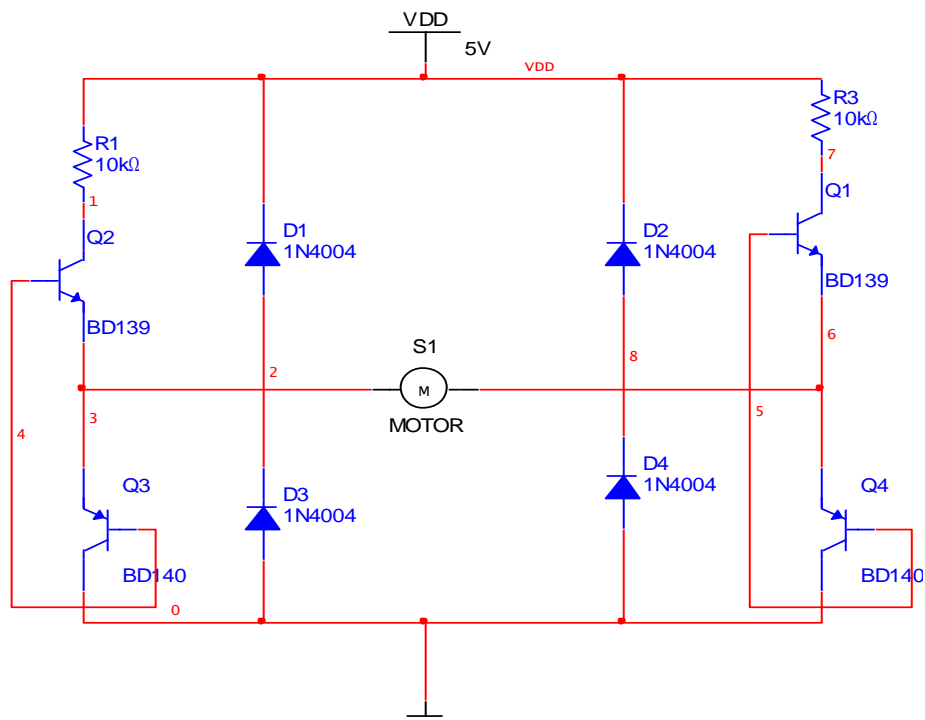 VDD
5V
VDD
R1
10kΩ
1
Q2
BD139
D1
1N4004
D2
1N4004
R3
10kΩ
7
Q1
BD139
6
S1
M
MOTOR
2
8
3
4
5
Q3
BD140
0
D3
1N4004
D4
1N4004
Q4
BD140